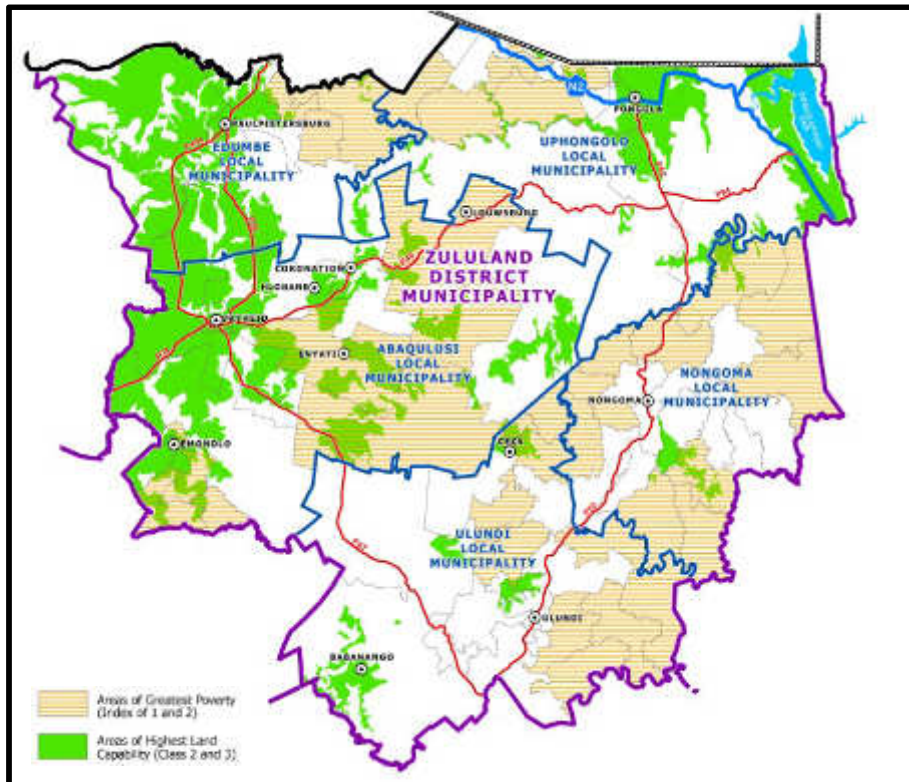 N2
PONGOLA
PAULPIETERSBURG
EDUMBE
LOCAL
MUNICIPALITY
UPHONGOLO
LOCAL
MUNICIPALITY
LOUWSBURG
CORONATION
HLOBANE
ZULULAND
DISTRICT
MUNICIPALITY
VRYHEID
ENYATI
ABAQULUSI
LOCAL
MUNICIPALITY
NONGOMA
LOCAL
MUNICIPALITY
NONGOMA
EMONDLO
CEZA
ULUNDI
LOCAL
MUNICIPALITY
ULUNDI
BABANANGO
Areas of Greatest Poverty
(Index of 1 and 2)
Areas of Highest Land
Capability (Class 2 and 3)